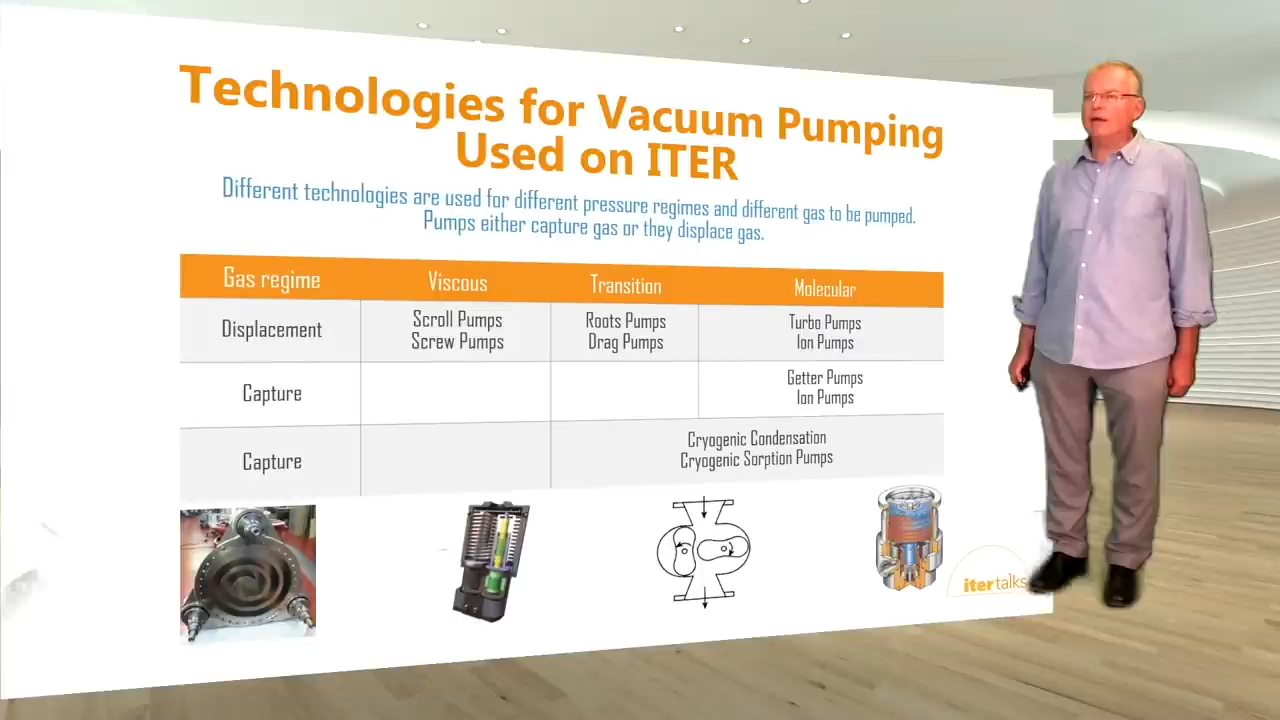 Technologies for Vacuum Pumping
Used on ITER
Different technologies are used for different pressure regimes and different gas to be pumped.
Pumps either capture gas or they displace gas.
Gas regime Viscous Transition Molecular
Displacement
Scroll Pumps
Screw Pumps
Roots Pumps
Drag Pumps
Turbo Pumps
Ion Pumps
Capture
Getter Pumps
Ion Pumps
Capture
Cryogenic Condensation
Cryogenic Sorption Pumps
iter talks